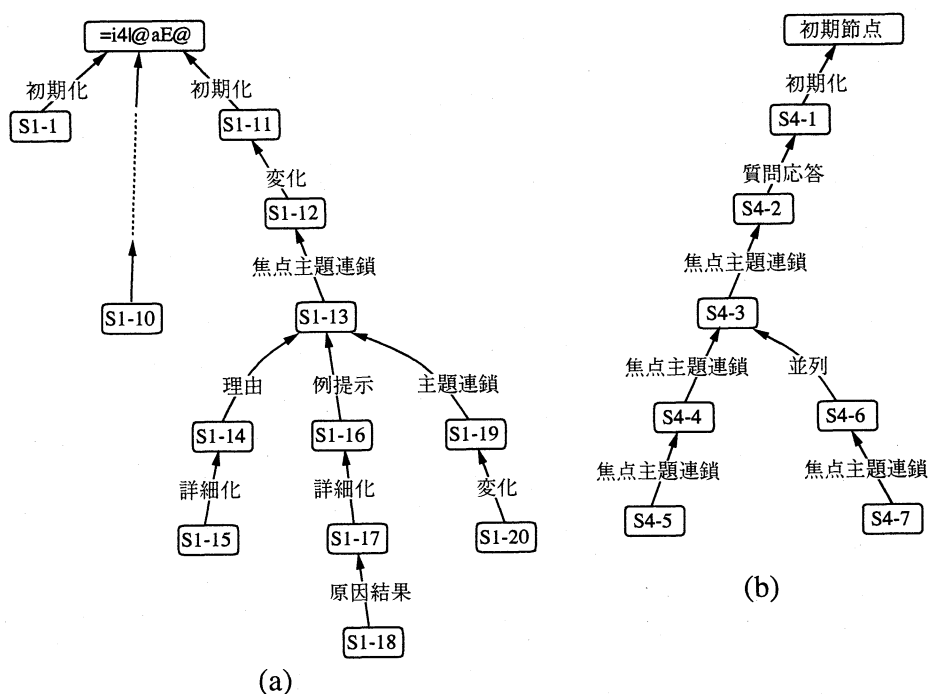 =i4l@aE@
初期化
初期化
S1-1
S1-11
変化
S1-12
焦点主題連鎖
S1-10
S1-13
理由
例提示
主題連鎖
S1-14
S1-16
S1-19
詳細化
詳細化
変化
S1-15
S1-17
S1-20
原因結果
S1-18
(a)
初期節点
初期化
S4-1
質問応答
S4-2
焦点主題連鎖
S4-3
焦点主題連鎖
並列
S4-4
S4-6
焦点主題連鎖
焦点主題連鎖
S4-5
S4-7
(b)